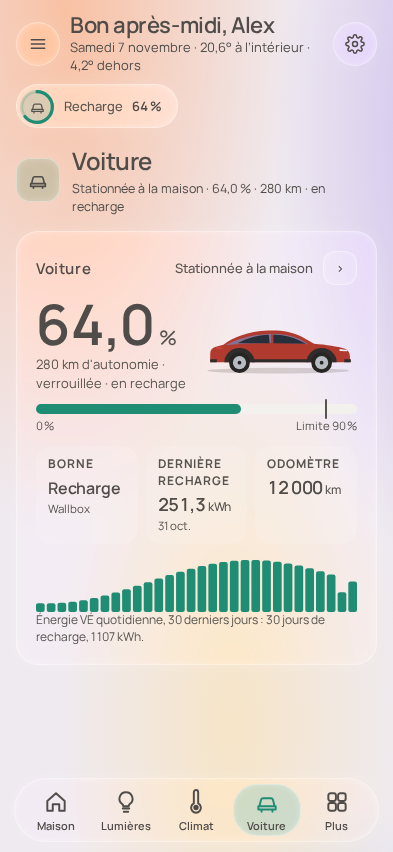 Bon après-midi, Alex
Samedi 7 novembre · 20,6° à l'intérieur ·
4,2° dehors
Recharge 64 %
Voiture
Stationnée à la maison · 64,0 % · 280 km · en
recharge
Voiture
Stationnée à la maison
64,0 %
280 km d'autonomie ·
verrouillée · en recharge
0 %
Limite 90 %
BORNE
Recharge
Wallbox
DERNIÈRE
RECHARGE
251,3 kWh
31 oct.
ODOMÈTRE
12 000 km
Énergie VÉ quotidienne, 30 derniers jours : 30 jours de
recharge, 1 107 kWh.
Maison
Lumières
Climat
Voiture
Plus